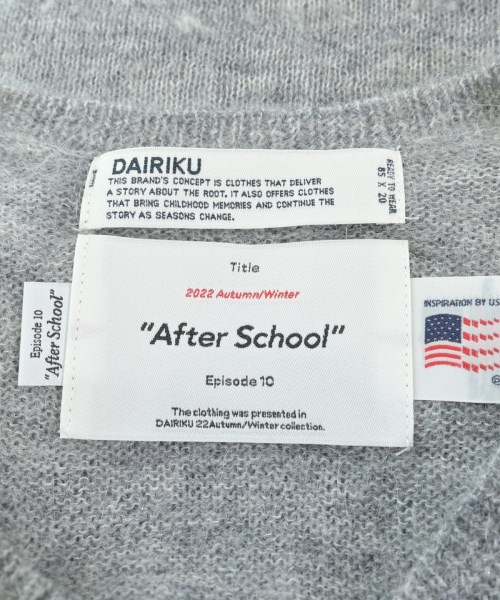 DAIRIKU
THIS BRAND'S CONCEPT IS CLOTHES THAT DELIVER
A STORY ABOUT THE ROOT. IT ALSO OFFERS CLOTHES
THAT BRING CHILDHOOD MEMORIES AND CONTINUE THE
STORY AS SEASONS CHANGE.
READY TO WEAR
85 X 20
Title
2022 Autumn/Winter
"After School"
Episode 10
The clothing was presented in
DAIRIKU 22Autumn/Winter collection.
Episode 10
"After School"
INSPIRATION BY US
©